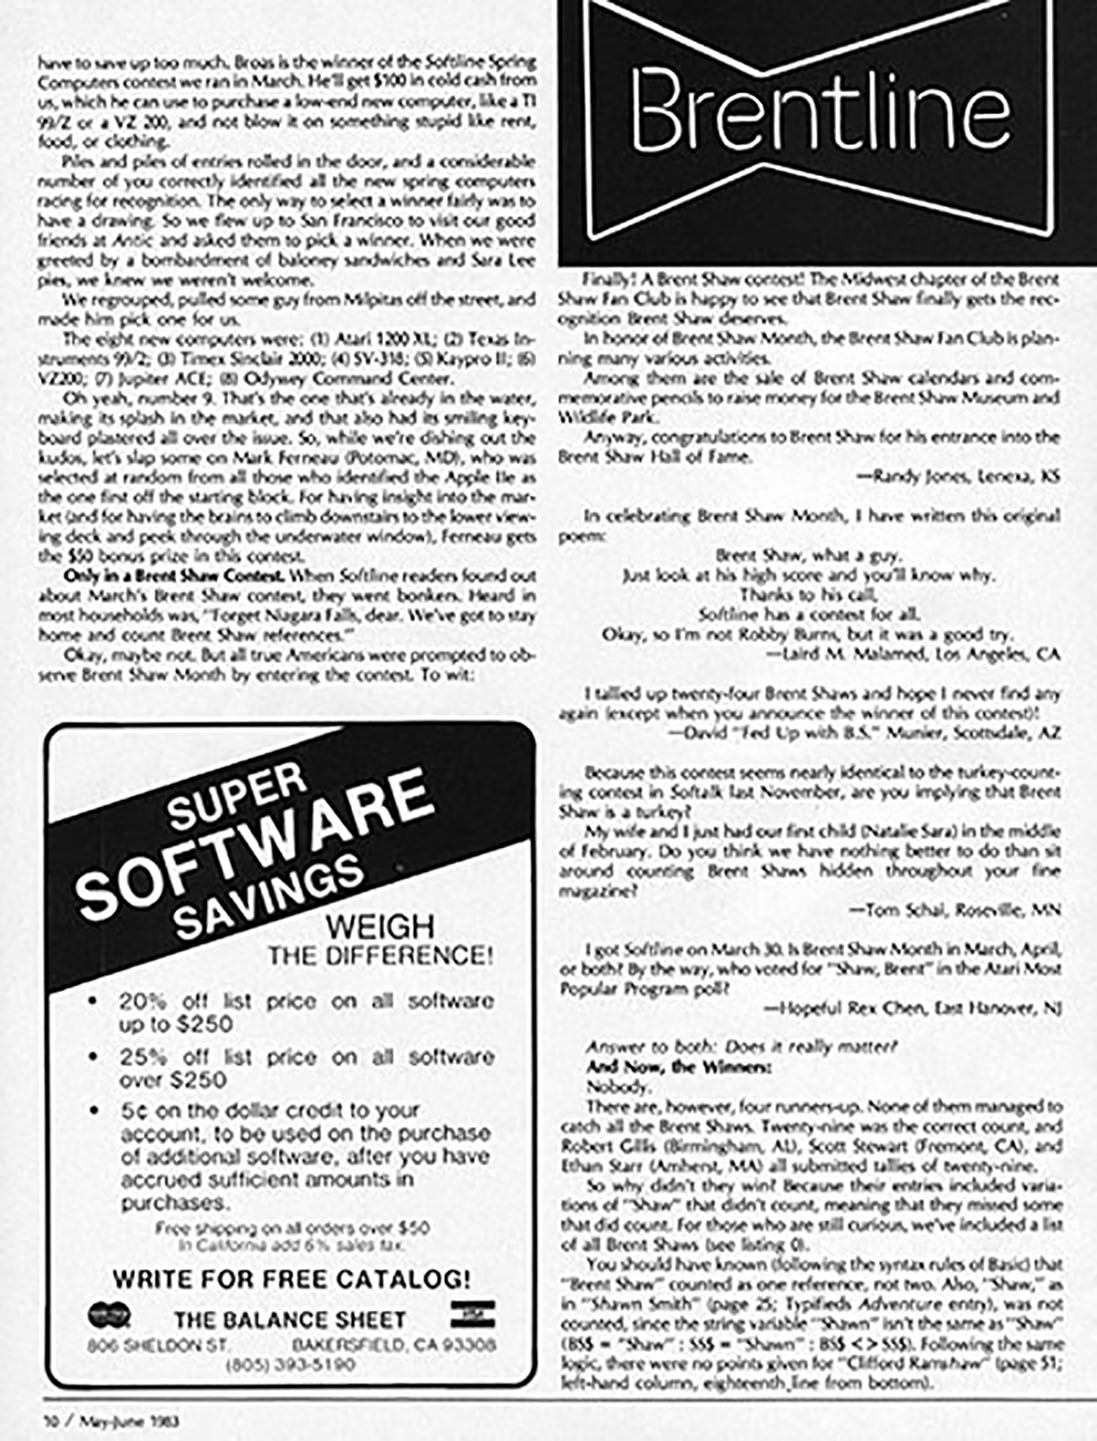 have to save up too much. Broas is the winner of the Softline Spring
Computers contest we ran in March. He'll get $100 in cold cash from
us, which he can use to purchase a low-end new computer, like a TI
99/Z or a VZ 200, and not blow it on something stupid like rent,
food, or clothing.
Piles and piles of entries rolled in the door, and a considerable
number of you correctly identified all the new spring computers
racing for recognition. The only way to select a winner fairly was to
have a drawing. So we flew up to San Francisco to visit our good
friends at Antic and asked them to pick a winner. When we were
greeted by a bombardment of baloney sandwiches and Sara Lee
pies, we knew we weren't welcome.
We regrouped, pulled some guy from Milpitas off the street, and
made him pick one for us.
The eight new computers were: (1) Atari 1200 XL; (2) Texas In-
struments 99/2; (3) Timex Sinclair 2000; (4) SV-318; (5) Kaypro II; (6)
VZ200; (7) Jupiter ACE; (8) Odyssey Command Center.
Oh yeah, number 9. That's the one that's already in the water,
making its splash in the market, and that also had its smiling key-
board plastered all over the issue. So, while we're dishing out the
kudos, let's slap some on Mark Ferneau (Potomac, MD), who was
selected at random from all those who identified the Apple IIe as
the one first off the starting block. For having insight into the mar-
ket (and for having the brains to climb downstairs to the lower view-
ing deck and peek through the underwater window), Ferneau gets
the $50 bonus prize in this contest.
Only in a Brent Shaw Contest. When Softline readers found out
about March's Brent Shaw contest, they went bonkers. Heard in
most households was, "Forget Niagara Falls, dear. We've got to stay
home and count Brent Shaw references."
Okay, maybe not. But all true Americans were prompted to ob-
serve Brent Shaw Month by entering the contest. To wit:
SUPER
SOFTWARE
SAVINGS
WEIGH
THE DIFFERENCE!
• 20% off list price on all software
up to $250
• 25% off list price on all software
over $250
• 5¢ on the dollar credit to your
account, to be used on the purchase
of additional software, after you have
accrued sufficient amounts in
purchases.
Free shipping on all orders over $50
In California add 6% sales tax.
WRITE FOR FREE CATALOG!
THE BALANCE SHEET
806 SHELDON ST. BAKERSFIELD, CA 93308
(805) 393-5190
Brentline
Finally! A Brent Shaw contest! The Midwest chapter of the Brent
Shaw Fan Club is happy to see that Brent Shaw finally gets the rec-
ognition Brent Shaw deserves.
In honor of Brent Shaw Month, the Brent Shaw Fan Club is plan-
ning many various activities.
Among them are the sale of Brent Shaw calendars and com-
memorative pencils to raise money for the Brent Shaw Museum and
Wildlife Park.
Anyway, congratulations to Brent Shaw for his entrance into the
Brent Shaw Hall of Fame.
—Randy Jones, Lenexa, KS
In celebrating Brent Shaw Month, I have written this original
poem:
Brent Shaw, what a guy.
Just look at his high score and you'll know why.
Thanks to his call,
Softline has a contest for all.
Okay, so I'm not Robby Burns, but it was a good try.
—Laird M. Malamed, Los Angeles, CA
I tallied up twenty-four Brent Shaws and hope I never find any
again (except when you announce the winner of this contest)!
—David "Fed Up with B.S." Munier, Scottsdale, AZ
Because this contest seems nearly identical to the turkey-count-
ing contest in Softalk last November, are you implying that Brent
Shaw is a turkey?
My wife and I just had our first child (Natalie Sara) in the middle
of February. Do you think we have nothing better to do than sit
around counting Brent Shaws hidden throughout your fine
magazine?
—Tom Schal, Roseville, MN
I got Softline on March 30. Is Brent Shaw Month in March, April,
or both? By the way, who voted for "Shaw, Brent" in the Atari Most
Popular Program poll?
—Hopeful Rex Chen, East Hanover, NJ
Answer to both: Does it really matter?
And Now, the Winners:
Nobody.
There are, however, four runners-up. None of them managed to
catch all the Brent Shaws. Twenty-nine was the correct count, and
Robert Gillis (Birmingham, AL), Scott Stewart (Fremont, CA), and
Ethan Starr (Amherst, MA) all submitted tallies of twenty-nine.
So why didn't they win? Because their entries included varia-
tions of "Shaw" that didn't count, meaning that they missed some
that did count. For those who are still curious, we've included a list
of all Brent Shaws (see listing 0).
You should have known (following the syntax rules of Basic) that
"Brent Shaw" counted as one reference, not two. Also, "Shaw," as
in "Shawn Smith" (page 25; Typifieds Adventure entry), was not
counted, since the string variable "Shawn" isn't the same as "Shaw"
(BS$ = "Shaw" : SS$ = "Shawn" : BS$ <> SS$). Following the same
logic, there were no points given for "Clifford Ramshaw" (page 51;
left-hand column, eighteenth line from bottom).
10 / May-June 1983